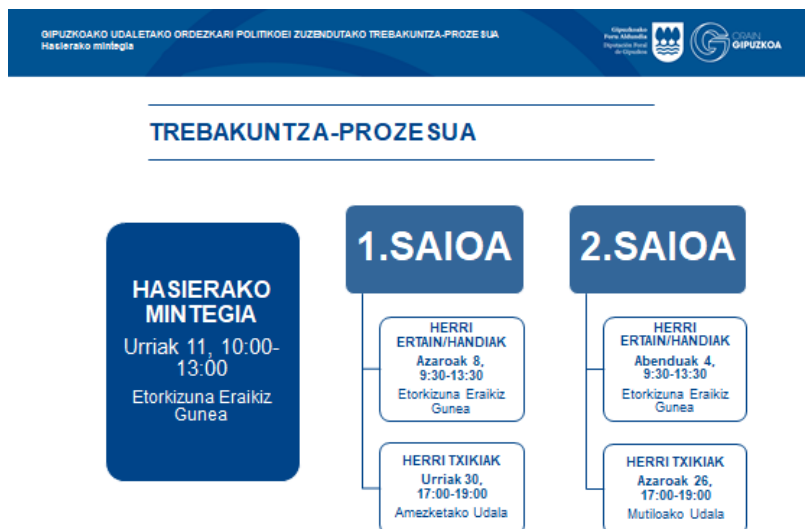 GIPUZKOAKO UDALETAKO ORDEZKARI POLITIKOEI ZUZENDUTAKO TREBAKUNTZA-PROZESUA
Hasierako mintegia
Gipuzkoako
Foru Aldundia
Diputación Foral
de Gipuzkoa
ORAIN
GIPUZKOA
TREBAKUNTZA-PROZESUA
HASIERAKO
MINTEGIA
Urriak 11, 10:00-
13:00
Etorkizuna Eraikiz
Gunea
1.SAIOA
HERRI
ERTAIN/HANDIAK
Azaroak 8,
9:30-13:30
Etorkizuna Eraikiz
Gunea
HERRI TXIKIAK
Urriak 30,
17:00-19:00
Amezketako Udala
2.SAIOA
HERRI
ERTAIN/HANDIAK
Abenduak 4,
9:30-13:30
Etorkizuna Eraikiz
Gunea
HERRI TXIKIAK
Azaroak 26,
17:00-19:00
Mutiloako Udala